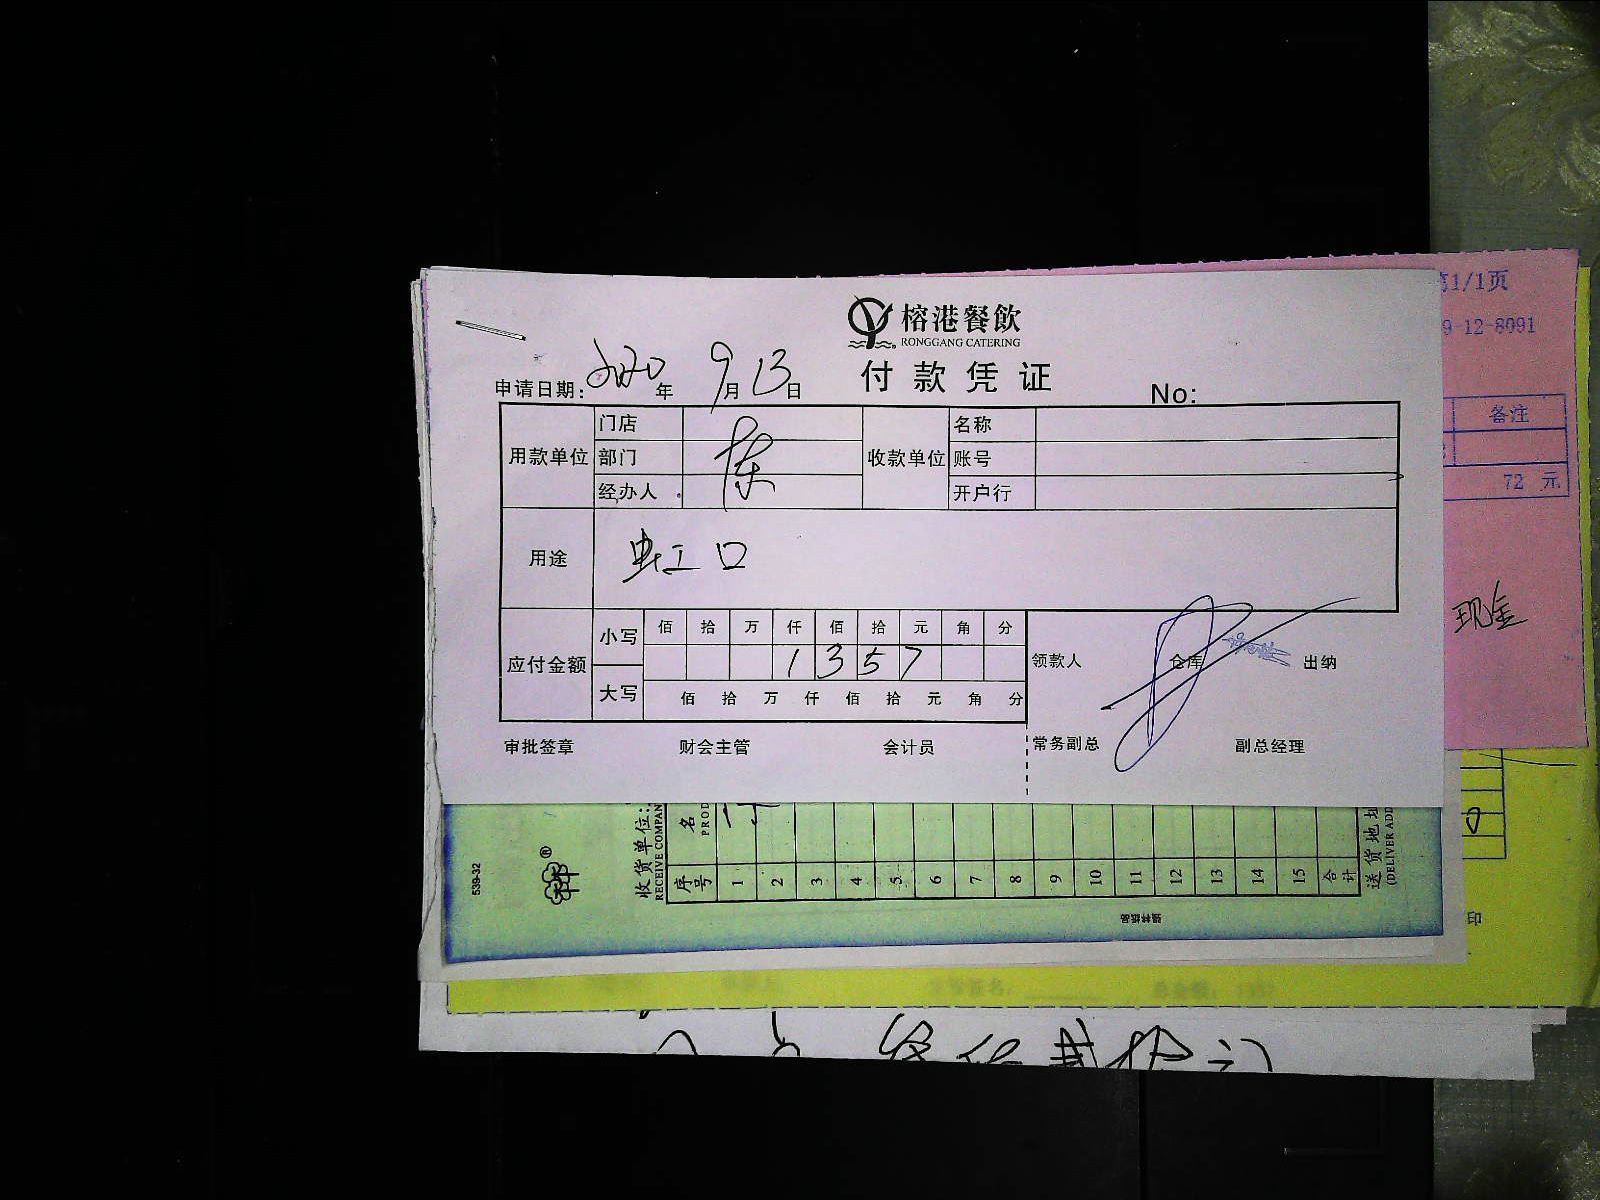 榕港餐飲
RONGGANG CATERING
付款凭证
申请日期: 2020 年 9 月 13 日 No:
用款单位 门店 部门 经办人 陈 收款单位 名称 账号 开户行
用途 虹口
应付金额 小写 佰 拾 万 仟 佰 拾 元 角 分
1 3 5 7
大写 佰 拾 万 仟 佰 拾 元 角 分
领款人 仓库 出纳
审批签章 财会主管 会计员 常务副总 副总经理
第1/1页
9-12-8091
备注
72 元
现金
539-32
祥®
收货单位:
RECEIVE COMPAN
序号 1 2 3 4 5 6 7 8 9 10 11 12 13 14 15 合计
名
PROD
送货地址
(DELIVER ADD